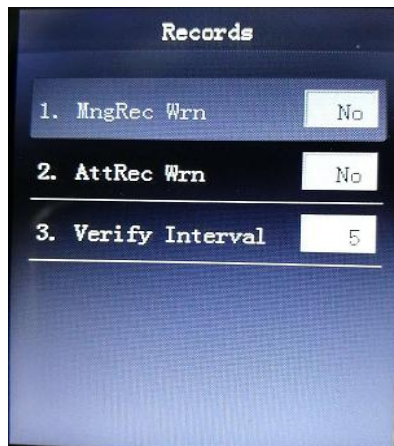 Records
1. MngRec Wrn No
2. AttRec Wrn No
3. Verify Interval 5